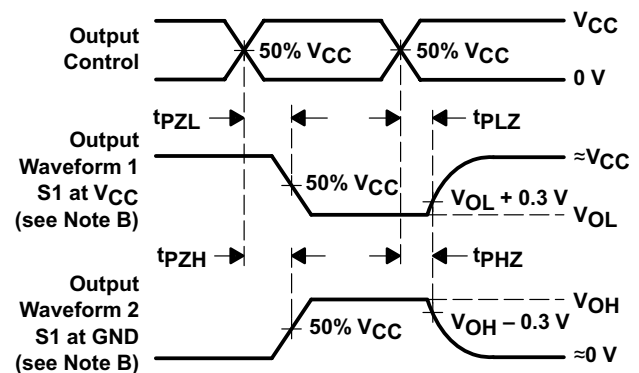 Output
Control
50% VCC
50% VCC
VCC
0 V
tPZL
tPLZ
Output
Waveform 1
S1 at VCC
(see Note B)
50% VCC
≈VCC
VOL + 0.3 V
VOL
tPZH
tPHZ
Output
Waveform 2
S1 at GND
(see Note B)
50% VCC
VOH
VOH – 0.3 V
≈0 V